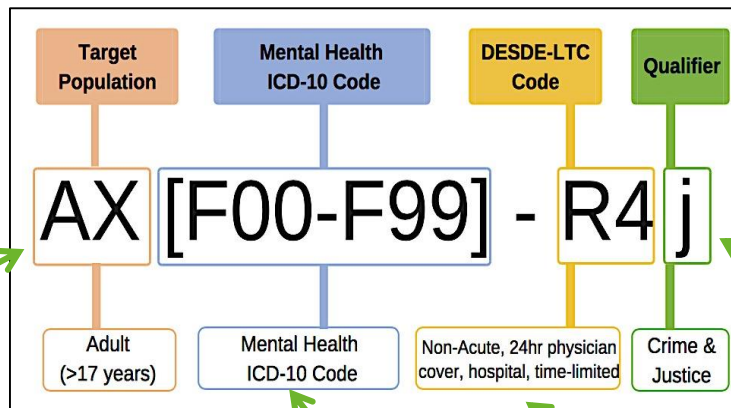 Target
Population
Mental Health
ICD-10 Code
DESDE-LTC
Code
Qualifier
AX [F00-F99] - R4 j
Adult
(>17 years)
Mental Health
ICD-10 Code
Non-Acute, 24hr physician
cover, hospital, time-limited
Crime &
Justice